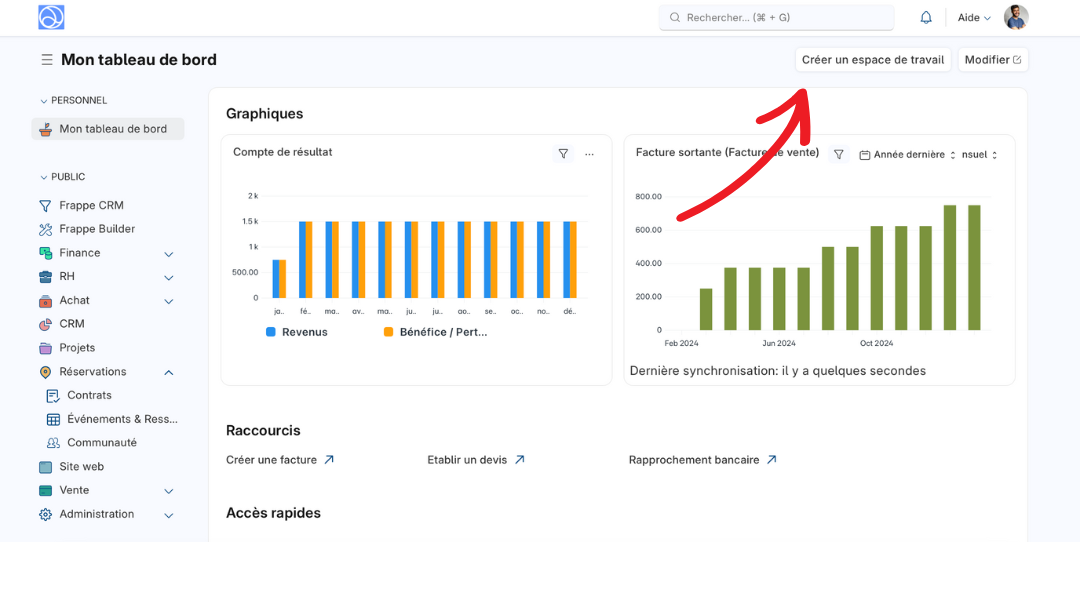 Rechercher... (⌘ + G)
Aide
Mon tableau de bord
Créer un espace de travail
Modifier
PERSONNEL
Mon tableau de bord
PUBLIC
Frappe CRM
Frappe Builder
Finance
RH
Achat
CRM
Projets
Réservations
Contrats
Événements & Ress...
Communauté
Site web
Vente
Administration
Graphiques
Compte de résultat
...
2 k
1.5 k
1 k
500.00
0
ja.. fé.. ma.. av.. ma.. ju.. ju.. ao.. se.. oc.. no.. dé..
Revenus Bénéfice / Pert...
Facture sortante (Facture de vente)
Année dernière
nsuel
800.00
600.00
400.00
200.00
0
Feb 2024 Jun 2024 Oct 2024
Dernière synchronisation: il y a quelques secondes
Raccourcis
Créer une facture Etablir un devis Rapprochement bancaire
Accès rapides